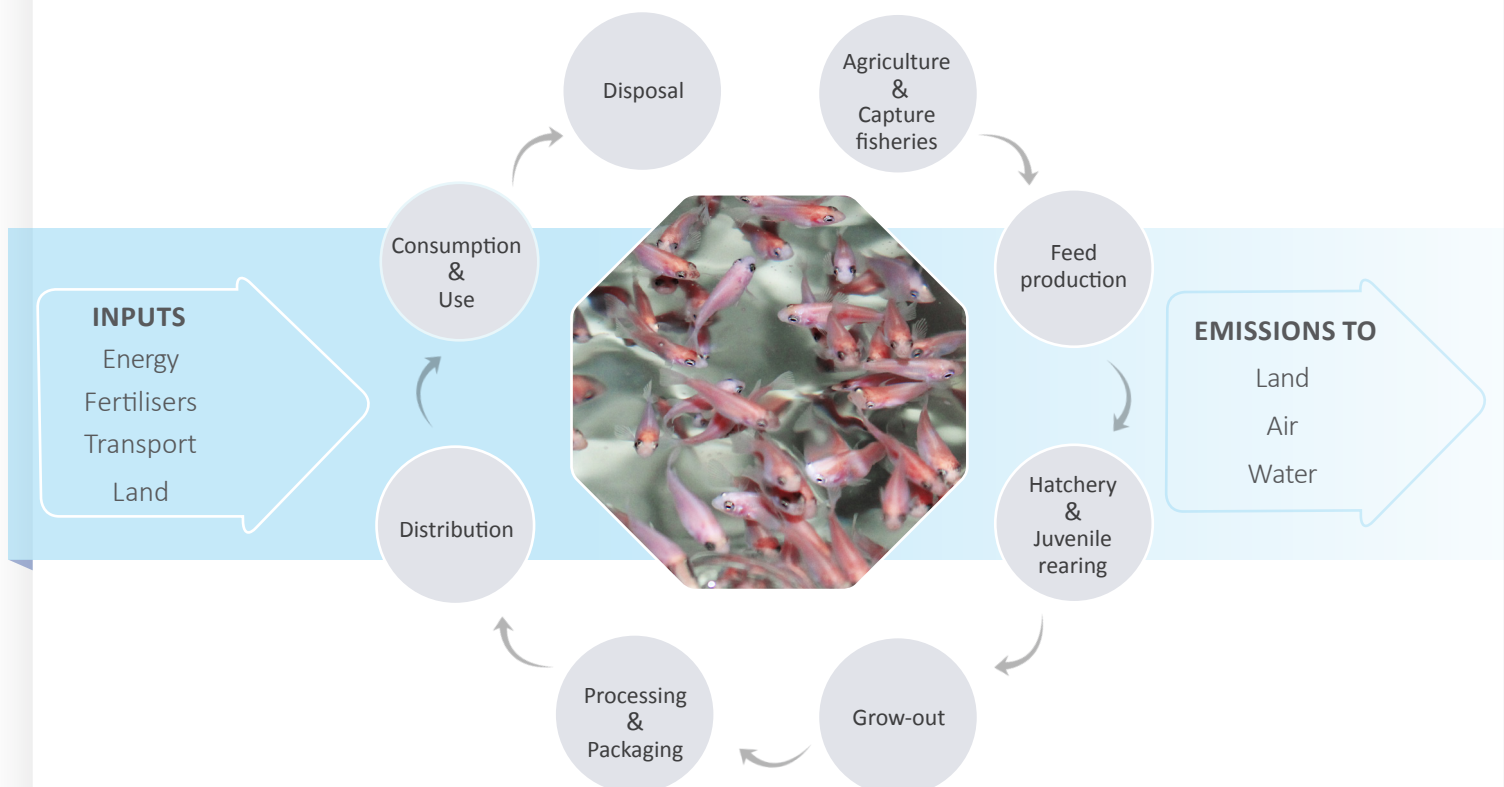 Disposal
Agriculture
&
Capture
fisheries
Feed
production
Hatchery
&
Juvenile
rearing
Grow-out
Processing
&
Packaging
Distribution
Consumption
&
Use
INPUTS
Energy
Fertilisers
Transport
Land
EMISSIONS TO
Land
Air
Water